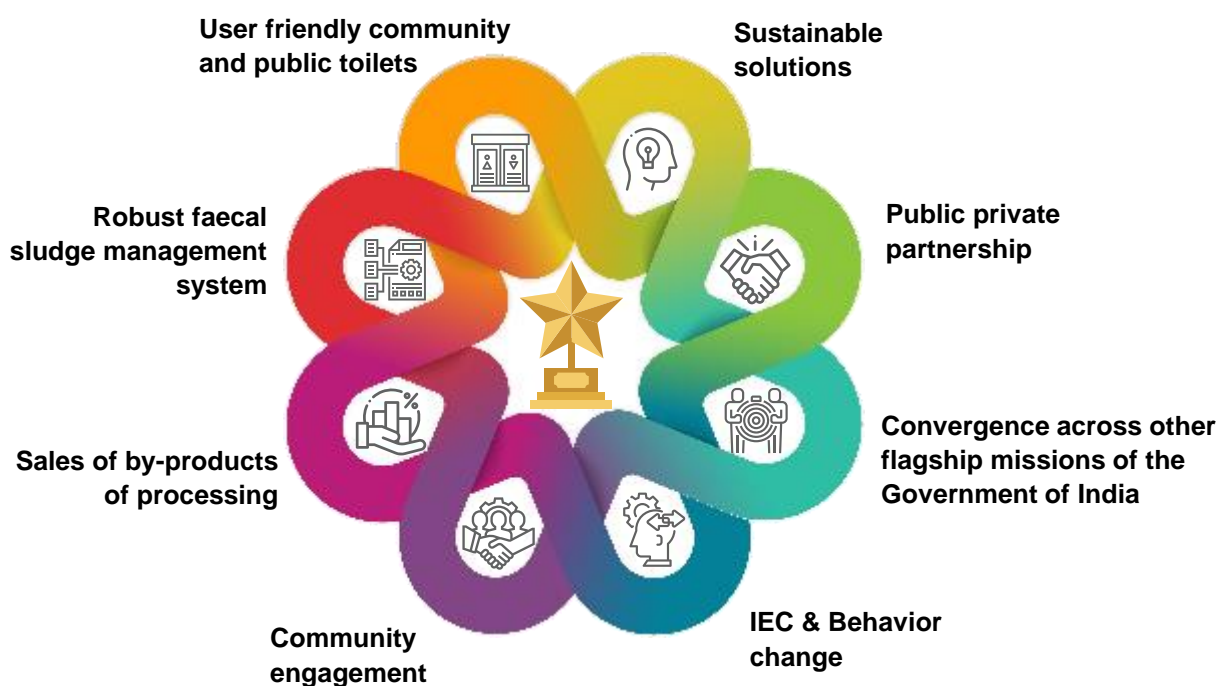 User friendly community
and public toilets
Sustainable
solutions
Public private
partnership
Convergence across other
flagship missions of the
Government of India
IEC & Behavior
change
Community
engagement
Sales of by-products
of processing
Robust faecal
sludge management
system
%